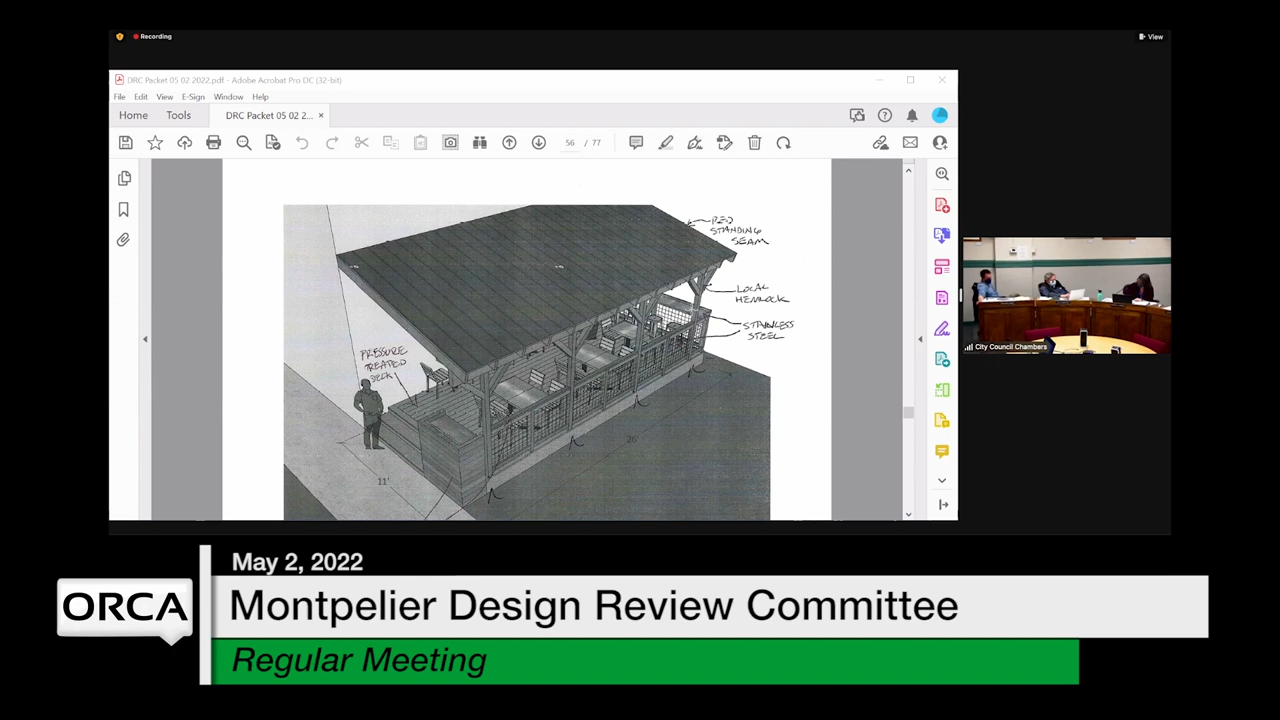 Recording
View
DRC Packet 05 02 2022.pdf - Adobe Acrobat Pro DC (32-bit)
File Edit View E-Sign Window Help
Home Tools DRC Packet 05 02 2... ×
56 / 77
RED
STANDING
SEAM
LOCAL
HEMLOCK
STAINLESS
STEEL
PRESSURE
TREATED
DECK
26'
11'
City Council Chambers
May 2, 2022
ORCA
Montpelier Design Review Committee
Regular Meeting